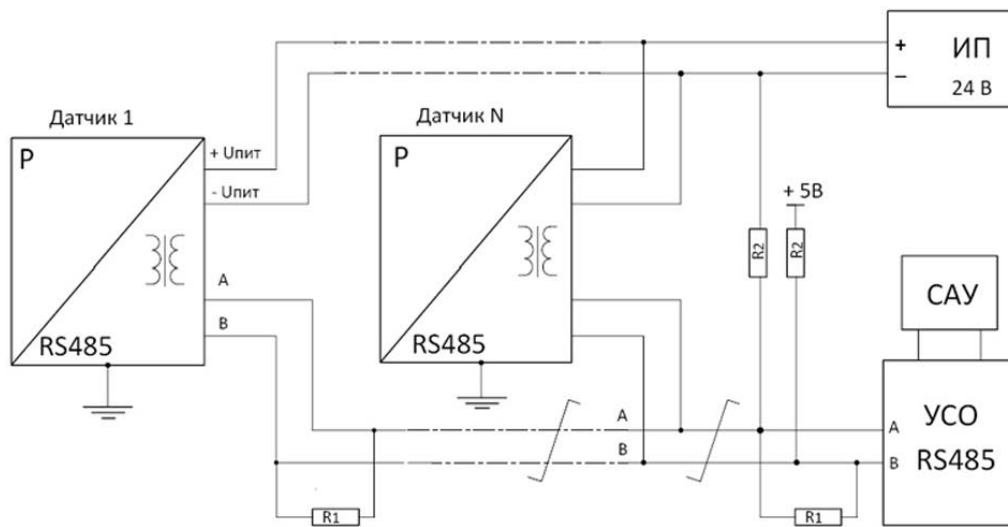 ИП
+
–
24 В
Датчик 1
Датчик N
P
+ Uпит
- Uпит
P
+ 5В
R2
R2
A
B
САУ
RS485
RS485
A
B
A
B
УСО
RS485
R1
R1